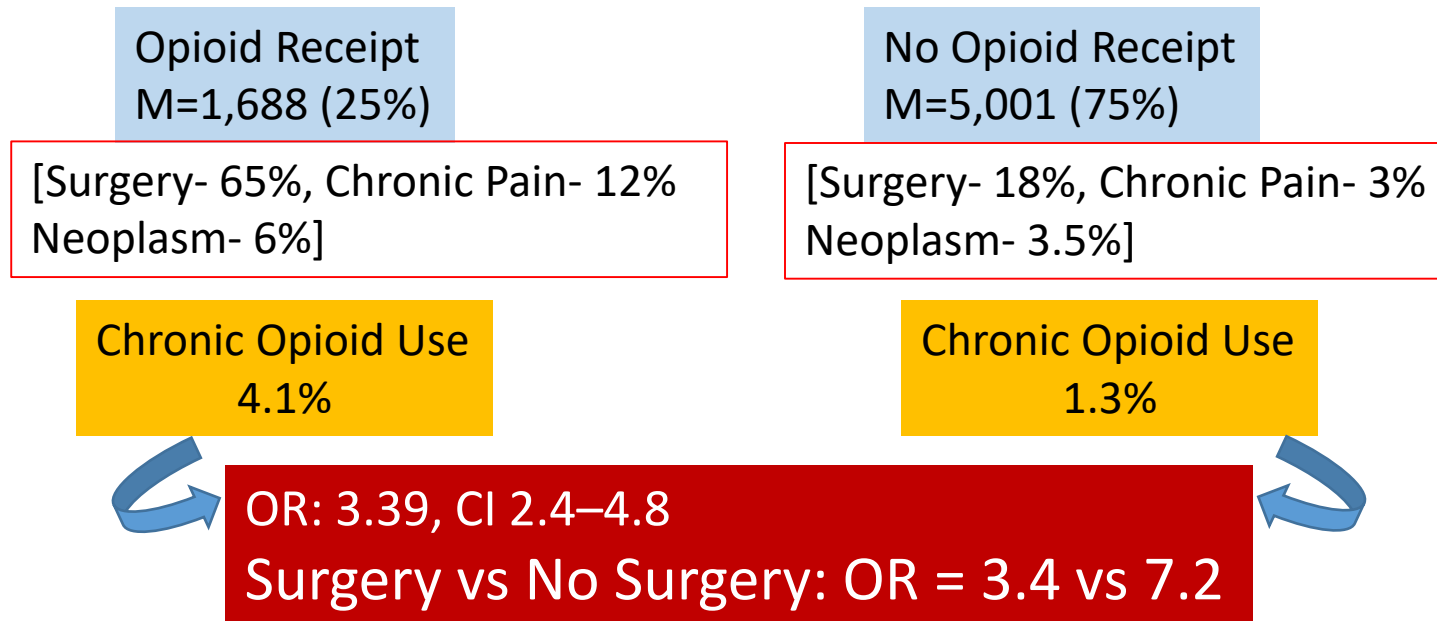 Opioid Receipt
M=1,688 (25%)
[Surgery- 65%, Chronic Pain- 12%
Neoplasm- 6%]
Chronic Opioid Use
4.1%
No Opioid Receipt
M=5,001 (75%)
[Surgery- 18%, Chronic Pain- 3%
Neoplasm- 3.5%]
Chronic Opioid Use
1.3%
OR: 3.39, CI 2.4–4.8
Surgery vs No Surgery: OR = 3.4 vs 7.2